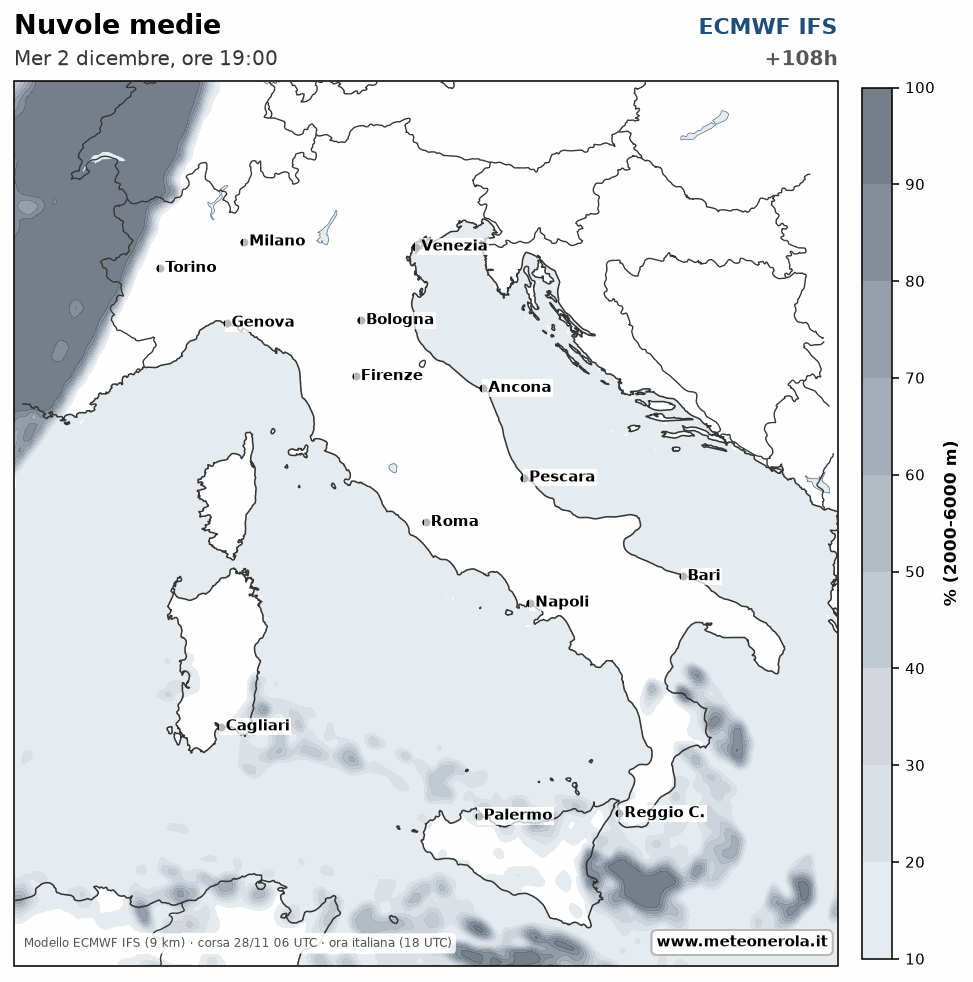 Nuvole medie
ECMWF IFS
Mer 2 dicembre, ore 19:00
+108h
100
90
80
70
60
50
40
30
20
10
% (2000-6000 m)
Milano
Venezia
Torino
Genova
Bologna
Firenze
Ancona
Pescara
Roma
Bari
Napoli
Cagliari
Palermo
Reggio C.
Modello ECMWF IFS (9 km) · corsa 28/11 06 UTC · ora italiana (18 UTC)
www.meteonerola.it